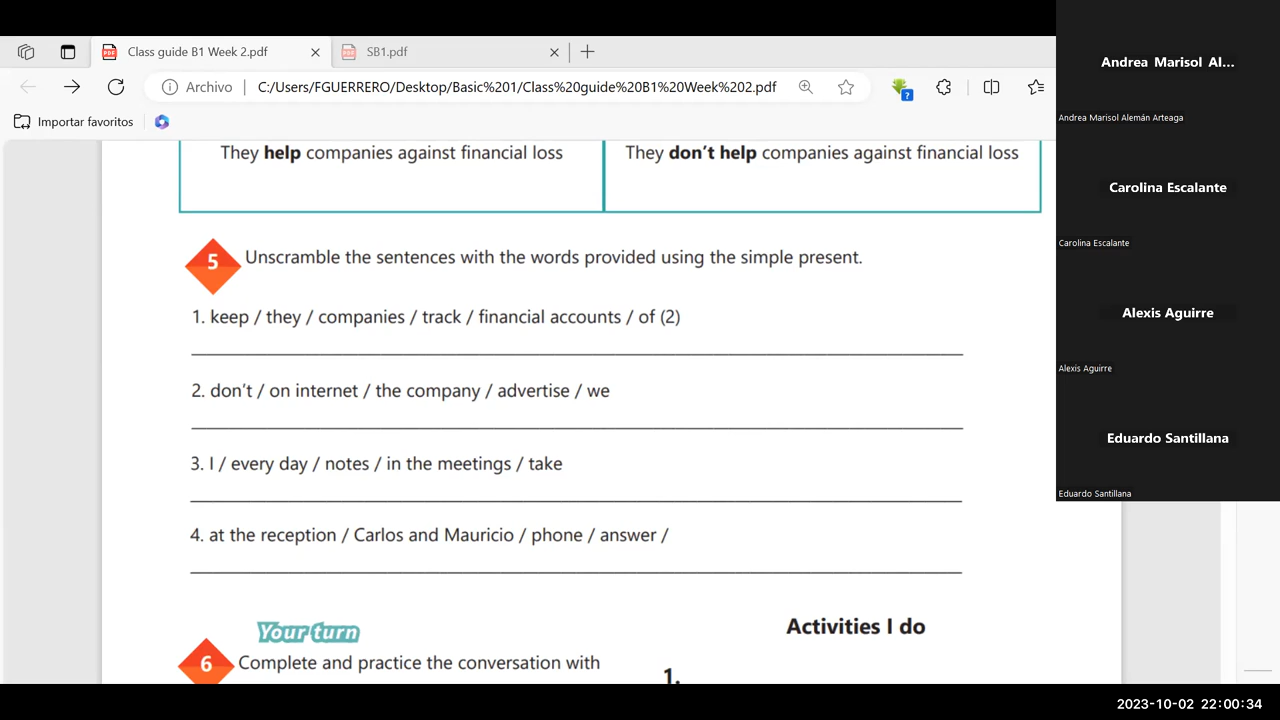 Class guide B1 Week 2.pdf
SB1.pdf
Archivo
C:/Users/FGUERRERO/Desktop/Basic%201/Class%20guide%20B1%20Week%202.pdf
Importar favoritos
They help companies against financial loss
They don't help companies against financial loss
5
Unscramble the sentences with the words provided using the simple present.
1. keep / they / companies / track / financial accounts / of (2)
2. don't / on internet / the company / advertise / we
3. I / every day / notes / in the meetings / take
4. at the reception / Carlos and Mauricio / phone / answer /
Your turn
Activities I do
6
Complete and practice the conversation with
1.
Andrea Marisol Al...
Andrea Marisol Alemán Arteaga
Carolina Escalante
Carolina Escalante
Alexis Aguirre
Alexis Aguirre
Eduardo Santillana
Eduardo Santillana
2023-10-02 22:00:34